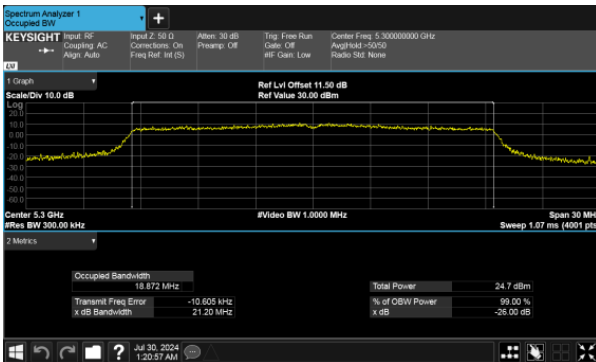 Spectrum Analyzer 1
Occupied BW
KEYSIGHT
Input: RF
Coupling: AC
Align: Auto
Input Z: 50 Ω
Corrections: On
Freq Ref: Int (S)
Atten: 30 dB
Preamp: Off
Trig: Free Run
Gate: Off
#IF Gain: Low
Center Freq: 5.300000000 GHz
Avg|Hold:>50/50
Radio Std: None
LXI
1 Graph
Scale/Div 10.0 dB
Ref Lvl Offset 11.50 dB
Ref Value 30.00 dBm
Log
20.0
10.0
0.00
-10.0
-20.0
-30.0
-40.0
-50.0
-60.0
Center 5.3 GHz
#Res BW 300.00 kHz
#Video BW 1.0000 MHz
Span 30 MH
Sweep 1.07 ms (4001 pts
2 Metrics
Occupied Bandwidth
18.872 MHz
Total Power 24.7 dBm
Transmit Freq Error -10.605 kHz
% of OBW Power 99.00 %
x dB Bandwidth 21.20 MHz
x dB -26.00 dB
?
Jul 30, 2024
1:20:57 AM